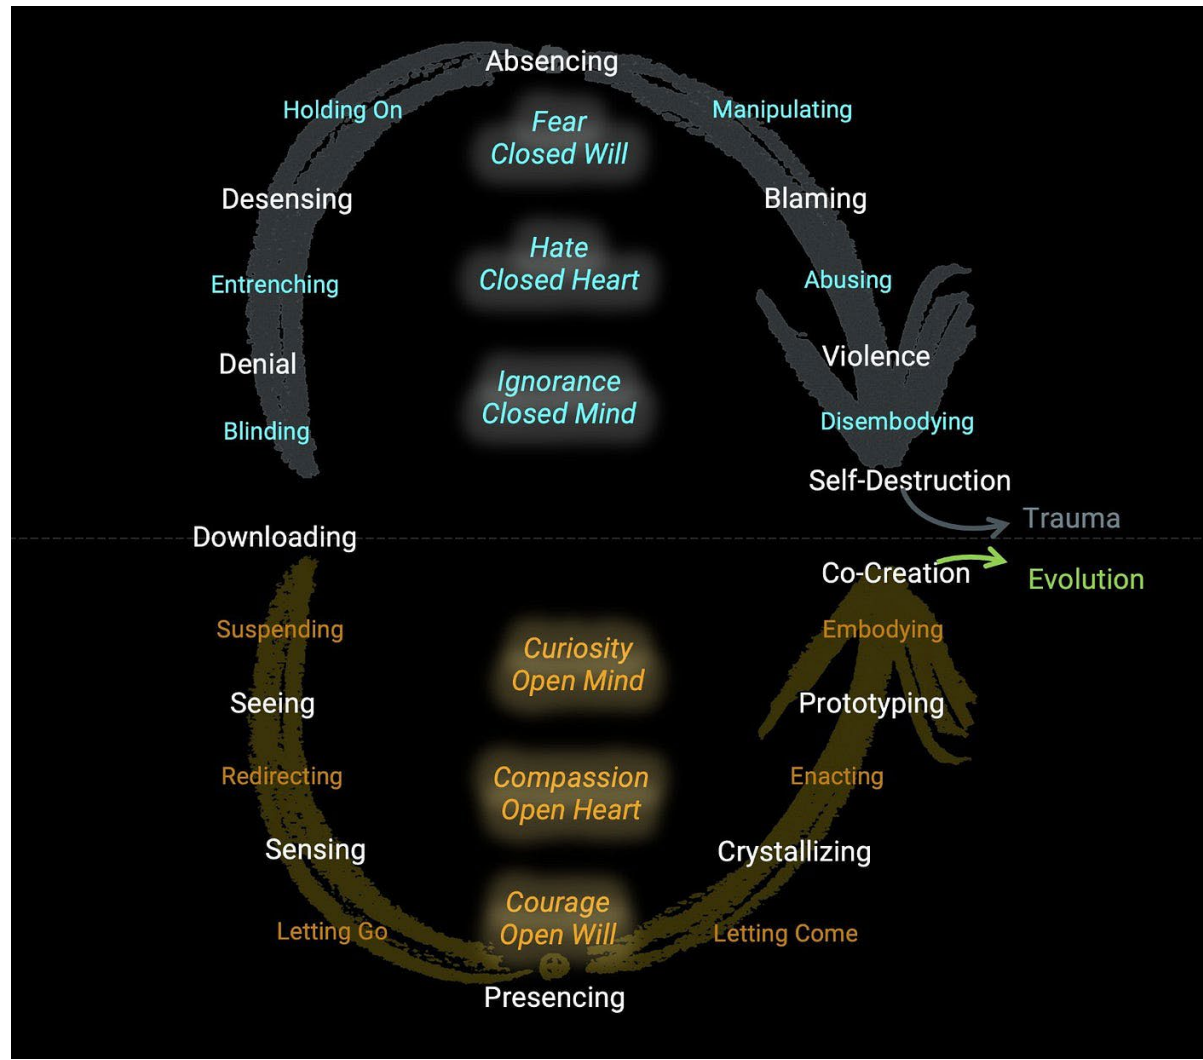 Absencing
Holding On
Manipulating
Fear
Closed Will
Desensing
Blaming
Hate
Closed Heart
Entrenching
Abusing
Denial
Violence
Ignorance
Closed Mind
Blinding
Disembodying
Self-Destruction
Trauma
Downloading
Co-Creation
Evolution
Suspending
Embodying
Curiosity
Open Mind
Seeing
Prototyping
Redirecting
Enacting
Compassion
Open Heart
Sensing
Crystallizing
Courage
Open Will
Letting Go
Letting Come
Presencing